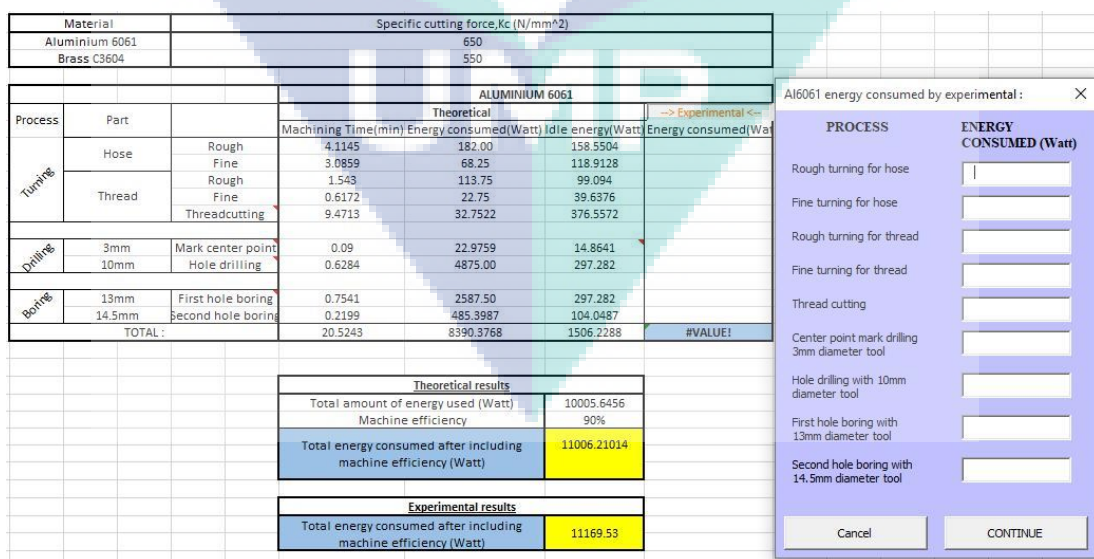 Material Specific cutting force,Kc (N/mm^2)
Aluminium 6061 650
Brass C3604 550
UMP
ALUMINIUM 6061
Process Part Theoretical --> Experimental <--
Machining Time(min) Energy consumed(Watt) Idle energy(Watt) Energy consumed(Wat
Turning Hose Rough 4.1145 182.00 158.5504
Fine 3.0859 68.25 118.9128
Thread Rough 1.543 113.75 99.094
Fine 0.6172 22.75 39.6376
Threadcutting 9.4713 32.7522 376.5572
Drilling 3mm Mark center point 0.09 22.9759 14.8641
10mm Hole drilling 0.6284 4875.00 297.282
Boring 13mm First hole boring 0.7541 2587.50 297.282
14.5mm Second hole boring 0.2199 485.3987 104.0487
TOTAL : 20.5243 8390.3768 1506.2288 #VALUE!
Theoretical results
Total amount of energy used (Watt) 10005.6456
Machine efficiency 90%
Total energy consumed after including 11006.21014
machine efficiency (Watt)
Experimental results
Total energy consumed after including
machine efficiency (Watt) 11169.53
Al6061 energy consumed by experimental :
PROCESS ENERGY
CONSUMED (Watt)
Rough turning for hose
Fine turning for hose
Rough turning for thread
Fine turning for thread
Thread cutting
Center point mark drilling
3mm diameter tool
Hole drilling with 10mm
diameter tool
First hole boring with
13mm diameter tool
Second hole boring with
14.5mm diameter tool
Cancel CONTINUE